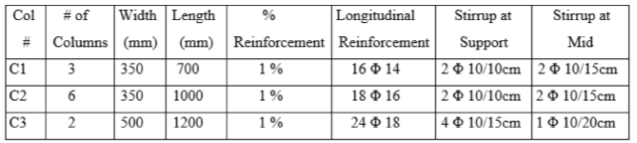 Col # of Width Length % Longitudinal Stirrup at Stirrup at
# Columns (mm) (mm) Reinforcement Reinforcement Support Mid
C1 3 350 700 1 % 16 Φ 14 2 Φ 10/10cm 2 Φ 10/15cm
C2 6 350 1000 1 % 18 Φ 16 2 Φ 10/10cm 2 Φ 10/15cm
C3 2 500 1200 1 % 24 Φ 18 4 Φ 10/15cm 1 Φ 10/20cm